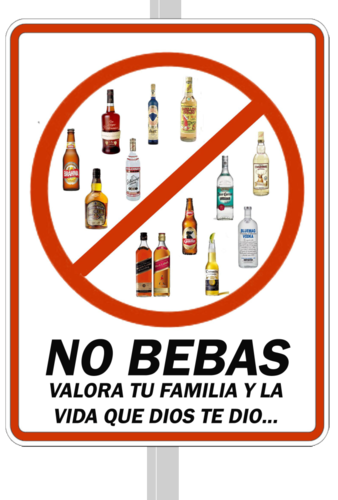 NO BEBAS
VALORA TU FAMILIA Y LA
VIDA QUE DIOS TE DIO...